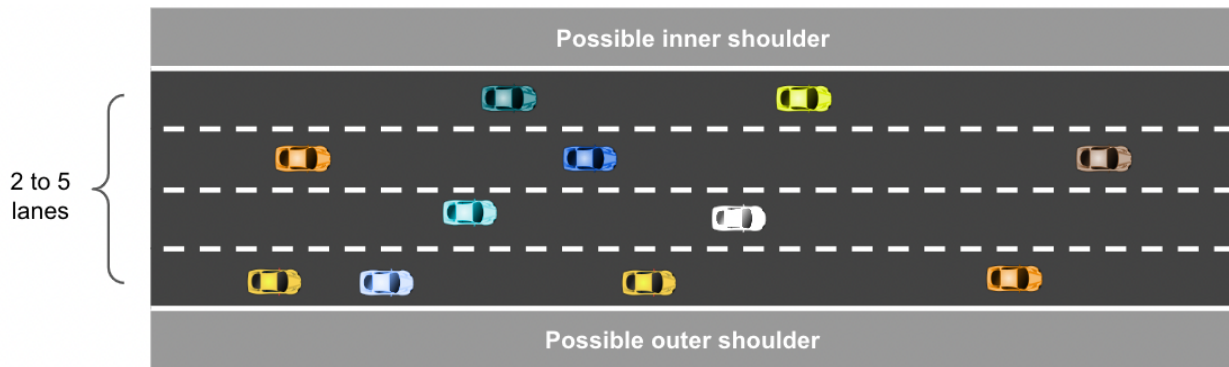 Possible inner shoulder
2 to 5
lanes
Possible outer shoulder